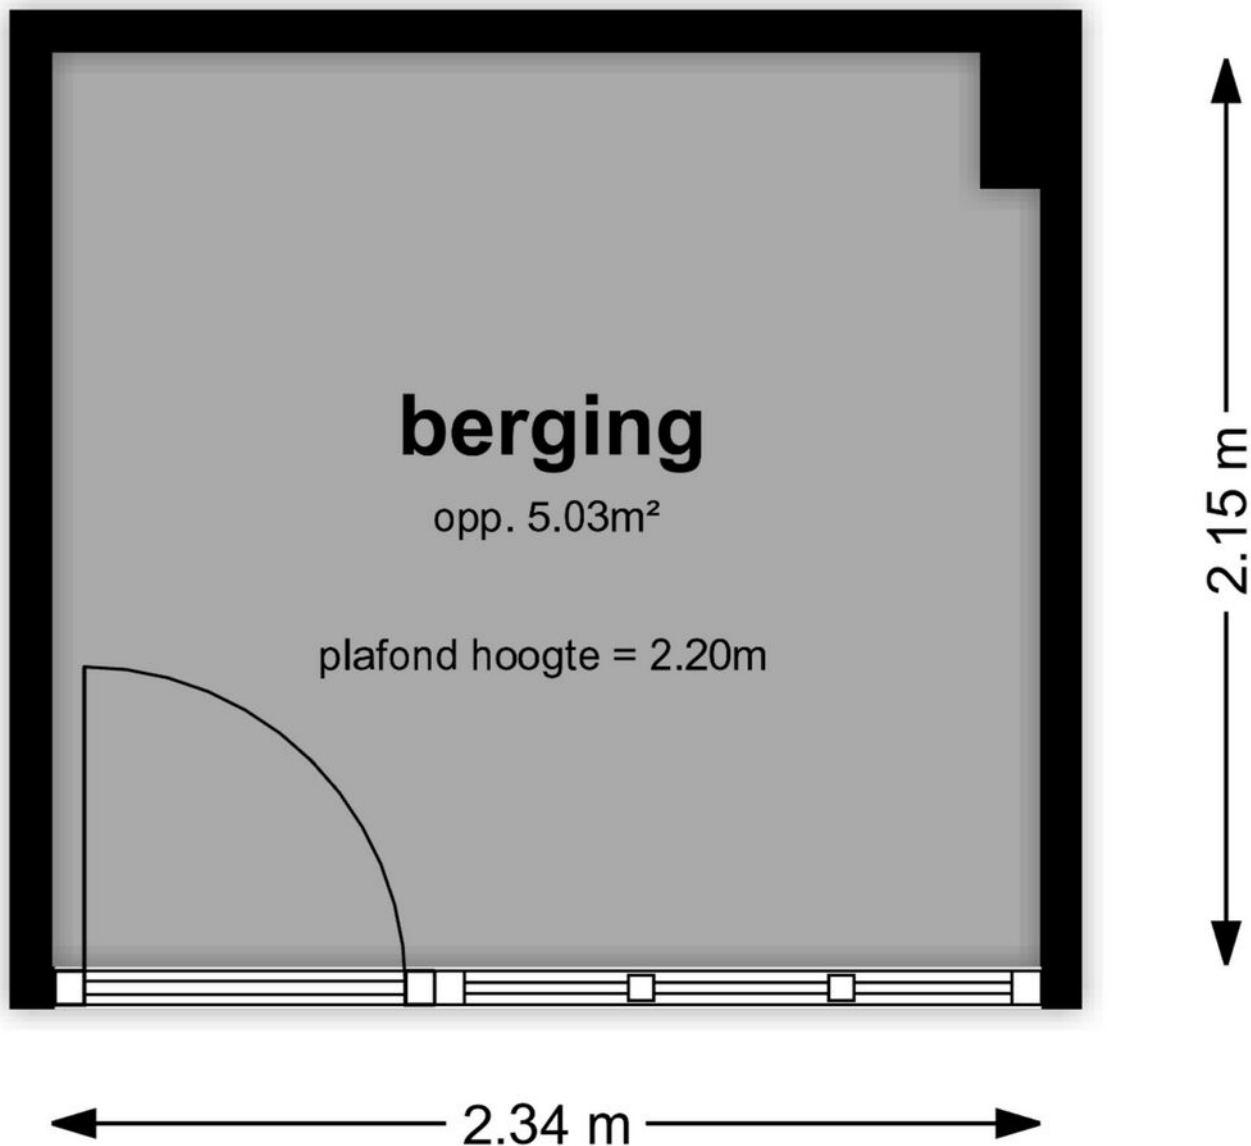 berging
opp. 5.03m²
plafond hoogte = 2.20m
2.15 m
2.34 m